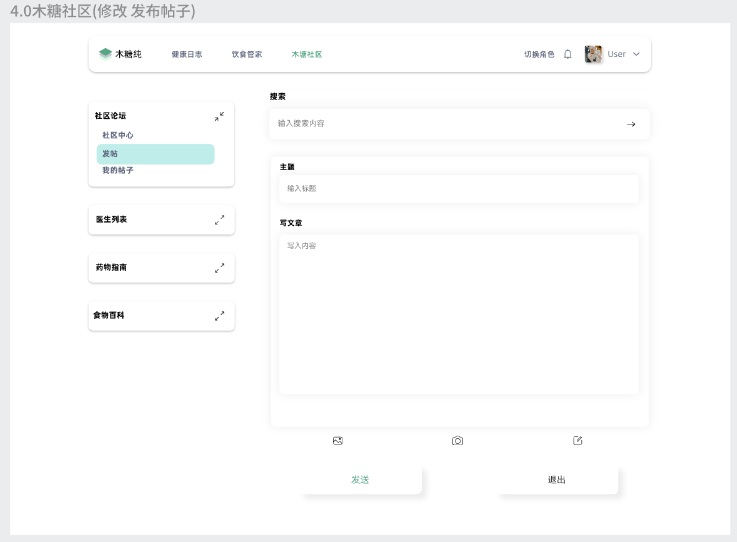 4.0木糖社区(修改 发布帖子)
木糖纯 健康日志 饮食管家 木糖社区 切换角色 User
社区论坛
社区中心
发帖
我的帖子
医生列表
药物指南
食物百科
搜索
输入搜索内容
主题
输入标题
写文章
写入内容
发送 退出